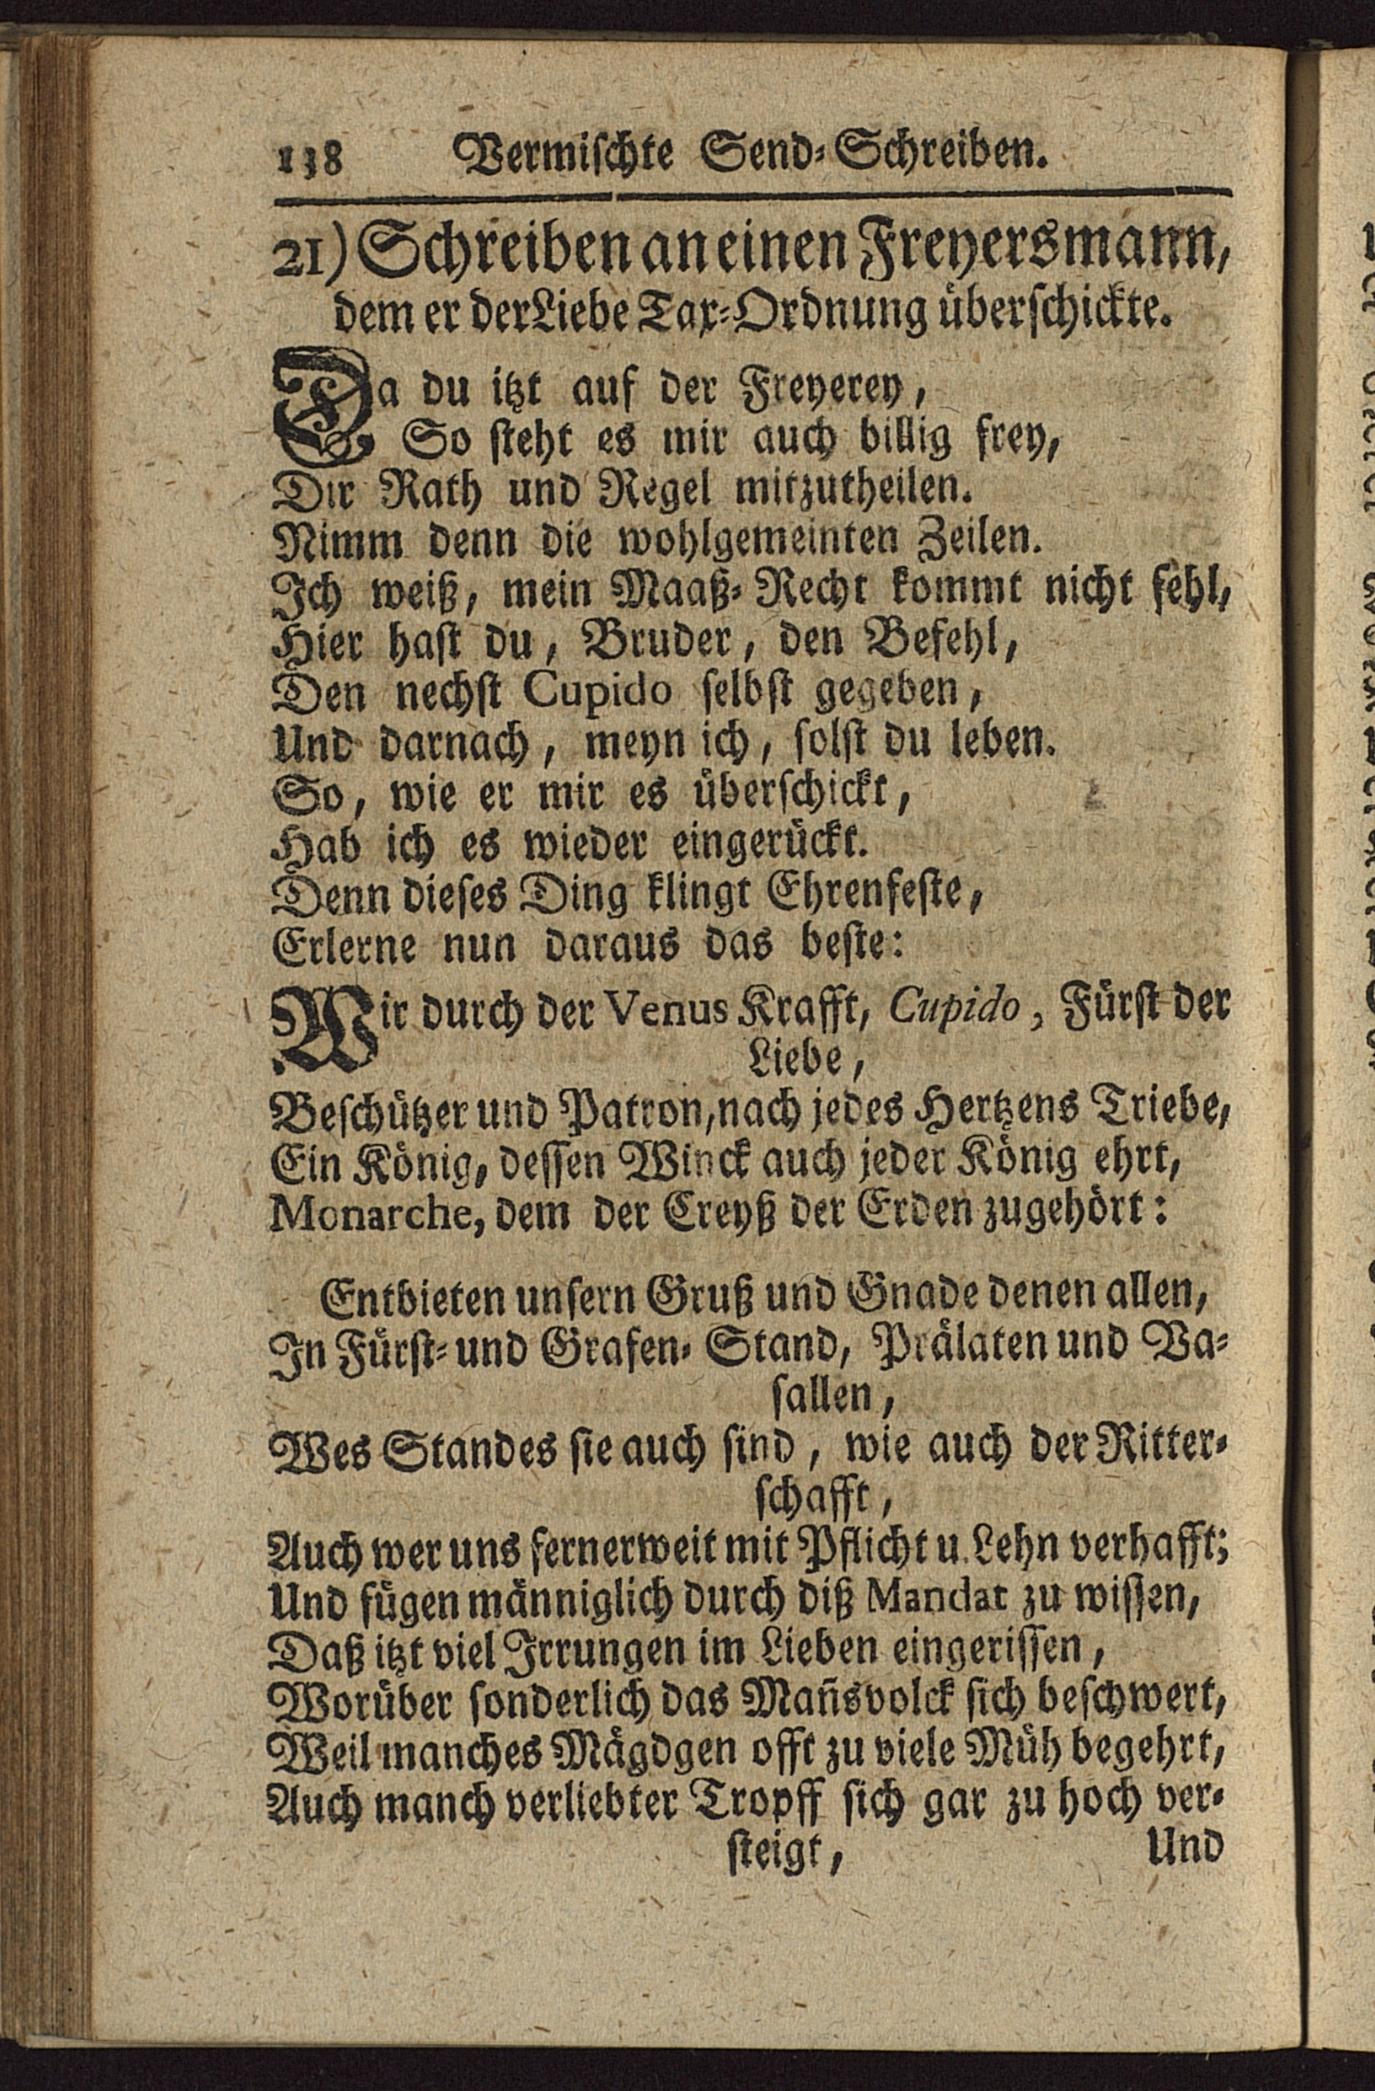 138 Vermischte Send-Schreiben.
21) Schreiben an einen Freyersmann,
dem er der Liebe Tax-Ordnung überschickte.
Da du itzt auf der Freyerey,
So steht es mir auch billig frey,
Dir Rath und Regel mitzutheilen.
Nimm denn die wohlgemeinten Zeilen.
Ich weiß, mein Maaß-Recht kommt nicht fehl,
Hier hast du, Bruder, den Befehl,
Den nechst Cupido selbst gegeben,
Und darnach, meyn ich, solst du leben.
So, wie er mir es überschickt,
Hab ich es wieder eingerückt.
Denn dieses Ding klingt Ehrenfeste,
Erlerne nun daraus das beste:
Wir durch der Venus Krafft, Cupido, Fürst der
Liebe,
Beschützer und Patron, nach jedes Hertzens Triebe,
Ein König, dessen Winck auch jeder König ehrt,
Monarche, dem der Creyß der Erden zugehört:
Entbieten unsern Gruß und Gnade denen allen,
In Fürst- und Grafen-Stand, Prälaten und Va-
sallen,
Wes Standes sie auch sind, wie auch der Ritter-
schafft,
Auch wer uns fernerweit mit Pflicht u. Lehn verhafft;
Und fügen männiglich durch diß Mandat zu wissen,
Daß itzt viel Irrungen im Lieben eingerissen,
Worüber sonderlich das Mañsvolck sich beschwert,
Weil manches Mägdgen offt zu viele Müh begehrt,
Auch manch verliebter Tropff sich gar zu hoch ver-
steigt,
Und